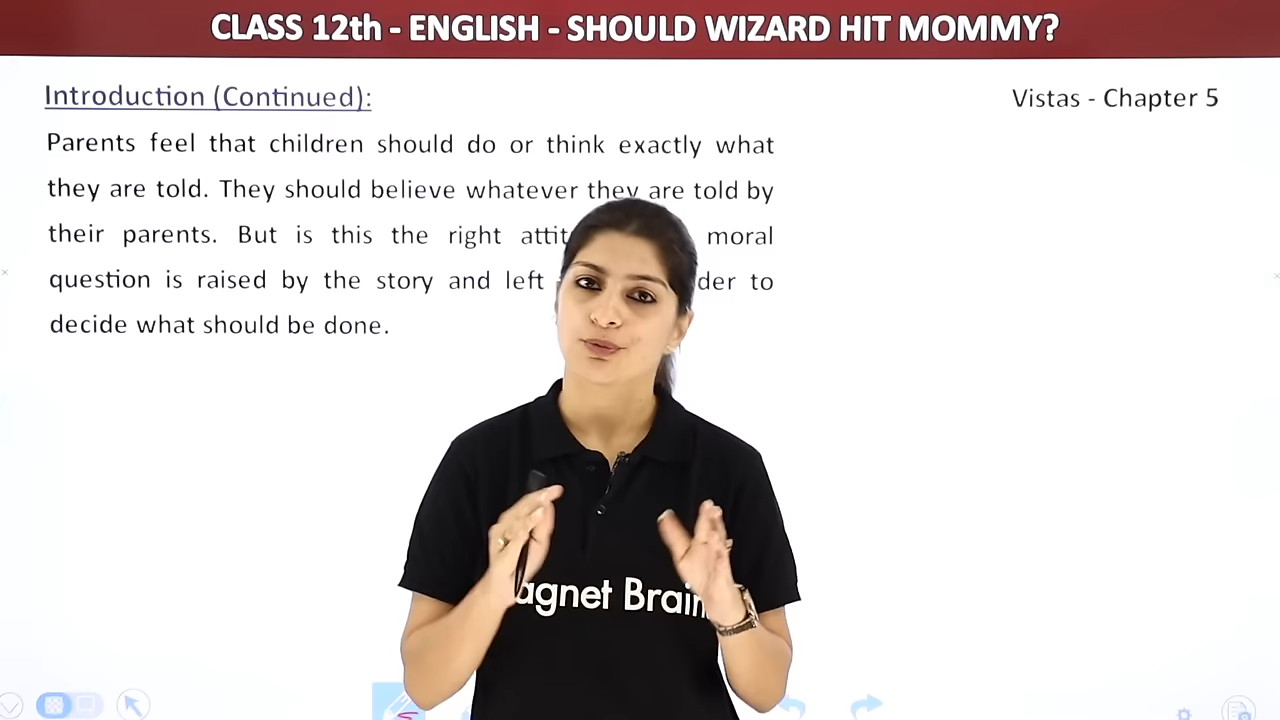 CLASS 12th - ENGLISH - SHOULD WIZARD HIT MOMMY?
Introduction (Continued):
Vistas - Chapter 5
Parents feel that children should do or think exactly what
they are told. They should believe whatever they are told by
their parents. But is this the right moral
question is raised by the story and left to
decide what should be done.
agnet Brain